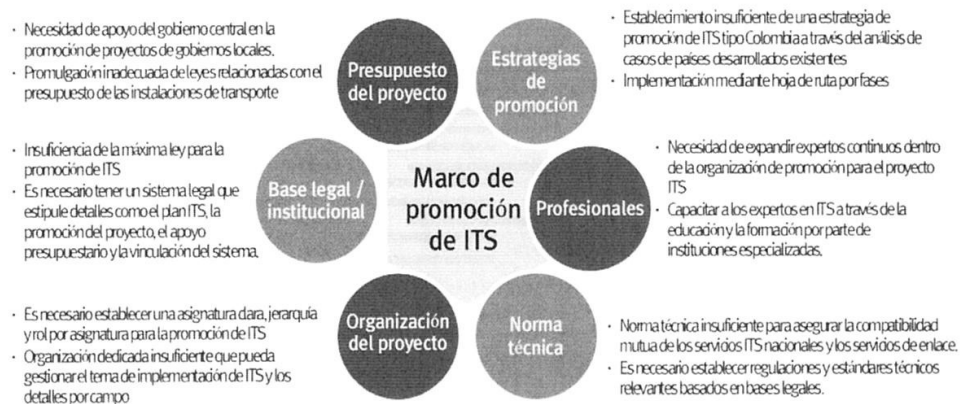 · Necesidad de apoyo del gobierno central en la
promoción de proyectos de gobiernos locales.
· Promulgación inadecuada de leyes relacionadas con el
presupuesto de las instalaciones de transporte
Presupuesto
del proyecto
Estrategias
de
promoción
· Establecimiento insuficiente de una estrategia de
promoción de ITS tipo Colombia a través del análisis de
casos de países desarrollados existentes
· Implementación mediante hoja de ruta por fases
· Insuficiencia de la máxima ley para la
promoción de ITS
· Es necesario tener un sistema legal que
estipule detalles como el plan ITS, la
promoción del proyecto, el apoyo
presupuestario y la vinculación del sistema.
Base legal /
institucional
Marco de
promoción
de ITS
Profesionales
· Necesidad de expandir expertos continuos dentro
de la organización de promoción para el proyecto
ITS
· Capacitar a los expertos en ITS a través de la
educación y la formación por parte de
instituciones especializadas.
· Es necesario establecer una asignatura clara, jerarquía
y rol por asignatura para la promoción de ITS
· Organización dedicada insuficiente que pueda
gestionar el tema de implementación de ITS y los
detalles por campo
Organización
del proyecto
Norma
técnica
· Norma técnica insuficiente para asegurar la compatibilidad
mutua de los servicios ITS nacionales y los servicios de enlace.
· Es necesario establecer regulaciones y estándares técnicos
relevantes basados en bases legales.